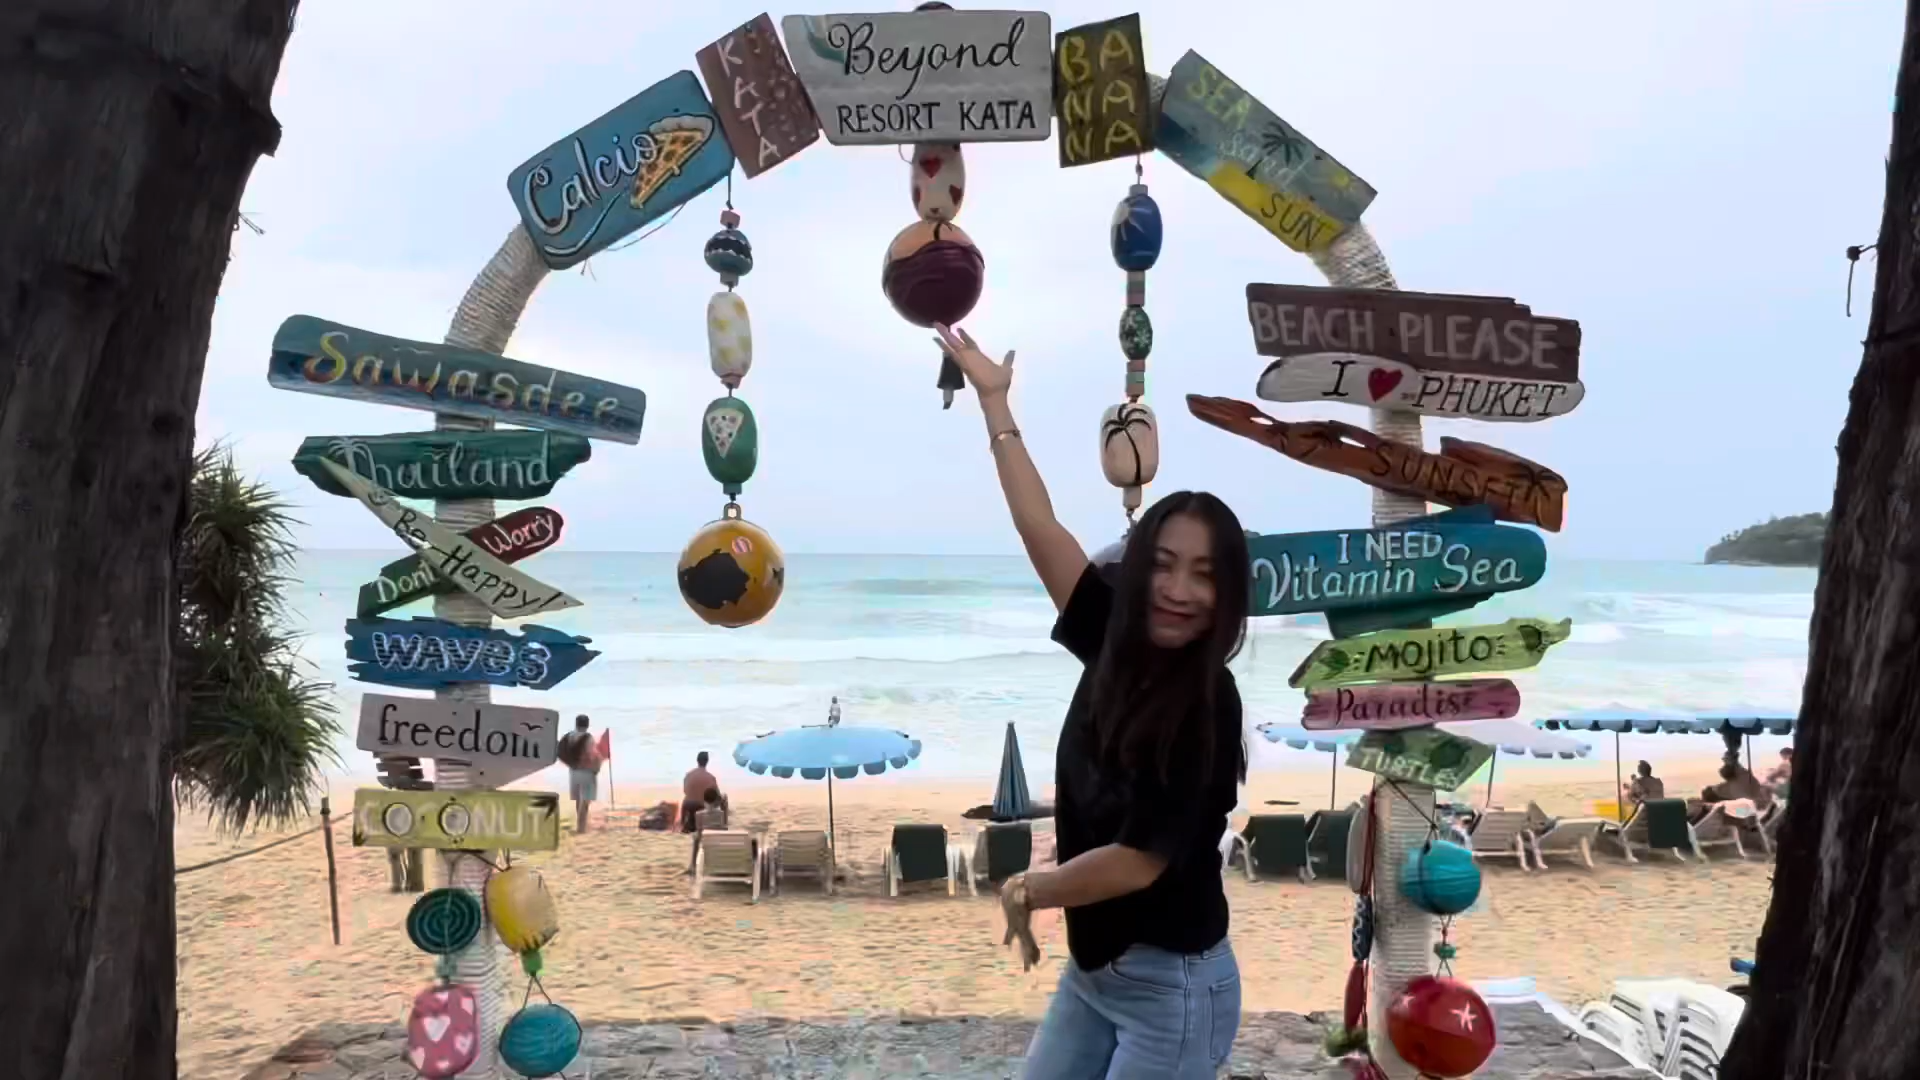 Beyond
RESORT KATA
KATA
BANANA
Calcio
SEA
Sand
SUN
Sawasdee
Thailand
Don't Worry
Be Happy!
WAVES
freedom
COCONUT
BEACH PLEASE
I ❤ PHUKET
SUNSET
I NEED
Vitamin Sea
MOJITO
Paradise
TURTLES